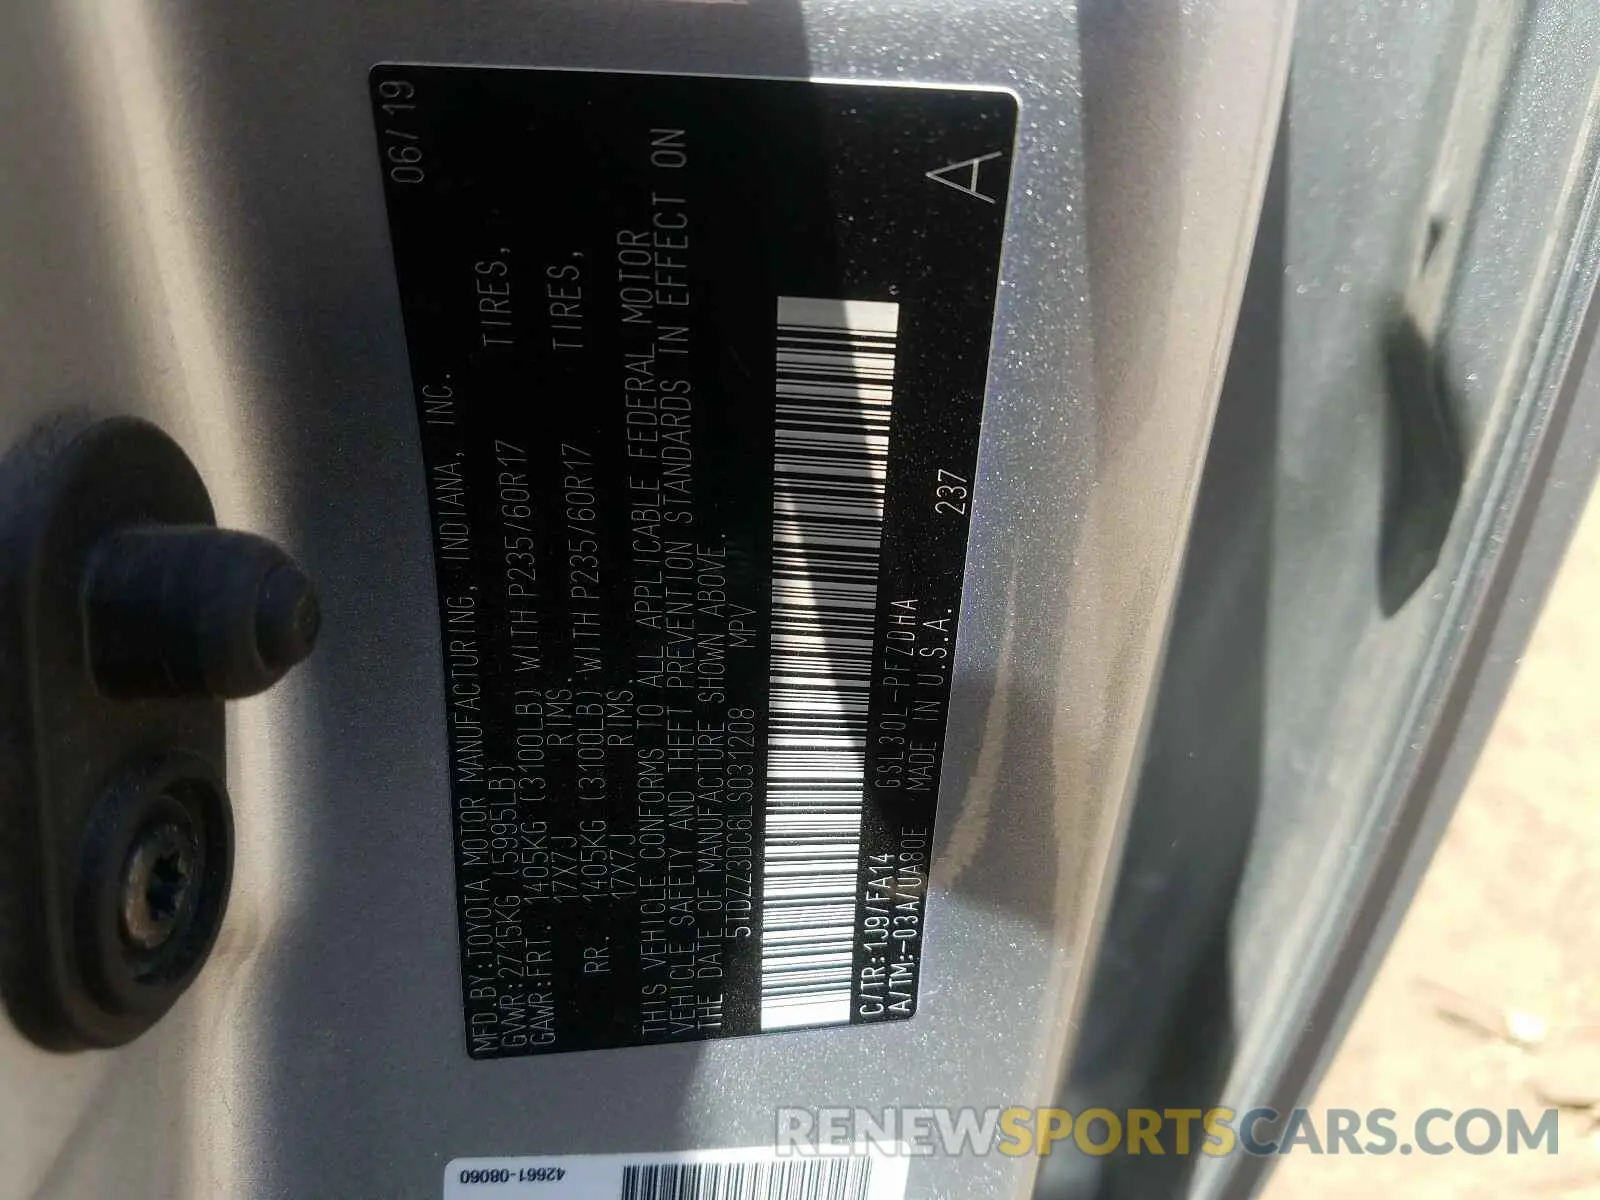 MFD.BY:TOYOTA MOTOR MANUFACTURING, INDIANA, INC. 06/19
GVWR:2715KG (5995LB)
GAWR:FRT. 1405KG (3100LB) WITH P235/60R17 TIRES,
17X7J RIMS.
RR. 1405KG (3100LB) WITH P235/60R17 TIRES,
17X7J RIMS.
THIS VEHICLE CONFORMS TO ALL APPLICABLE FEDERAL MOTOR
VEHICLE SAFETY AND THEFT PREVENTION STANDARDS IN EFFECT ON
THE DATE OF MANUFACTURE SHOWN ABOVE.
5TDZZ3DC6LS031208 MPV
C/TR:1J9/FA14 GSL30L-PFZDHA
A/TM:-03A/UA80E MADE IN U.S.A. 237
A
42661-08060
RENEWSPORTSCARS.COM